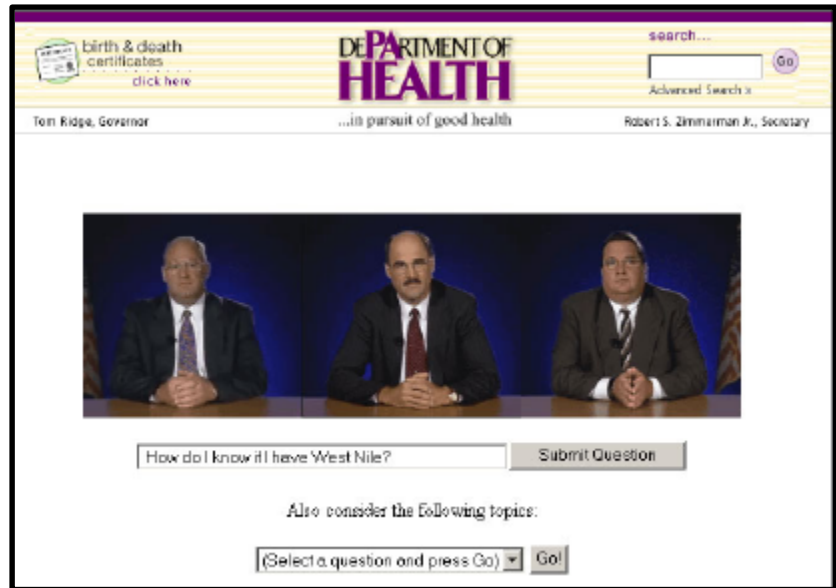 birth & death
certificates
click here
DEPARTMENT OF
HEALTH
...in pursuit of good health
search...
Go
Advanced Search »
Tom Ridge, Governor
Robert S. Zimmerman Jr., Secretary
How do I know if I have West Nile?
Submit Question
Also consider the following topics:
(Select a question and press Go)
Go!